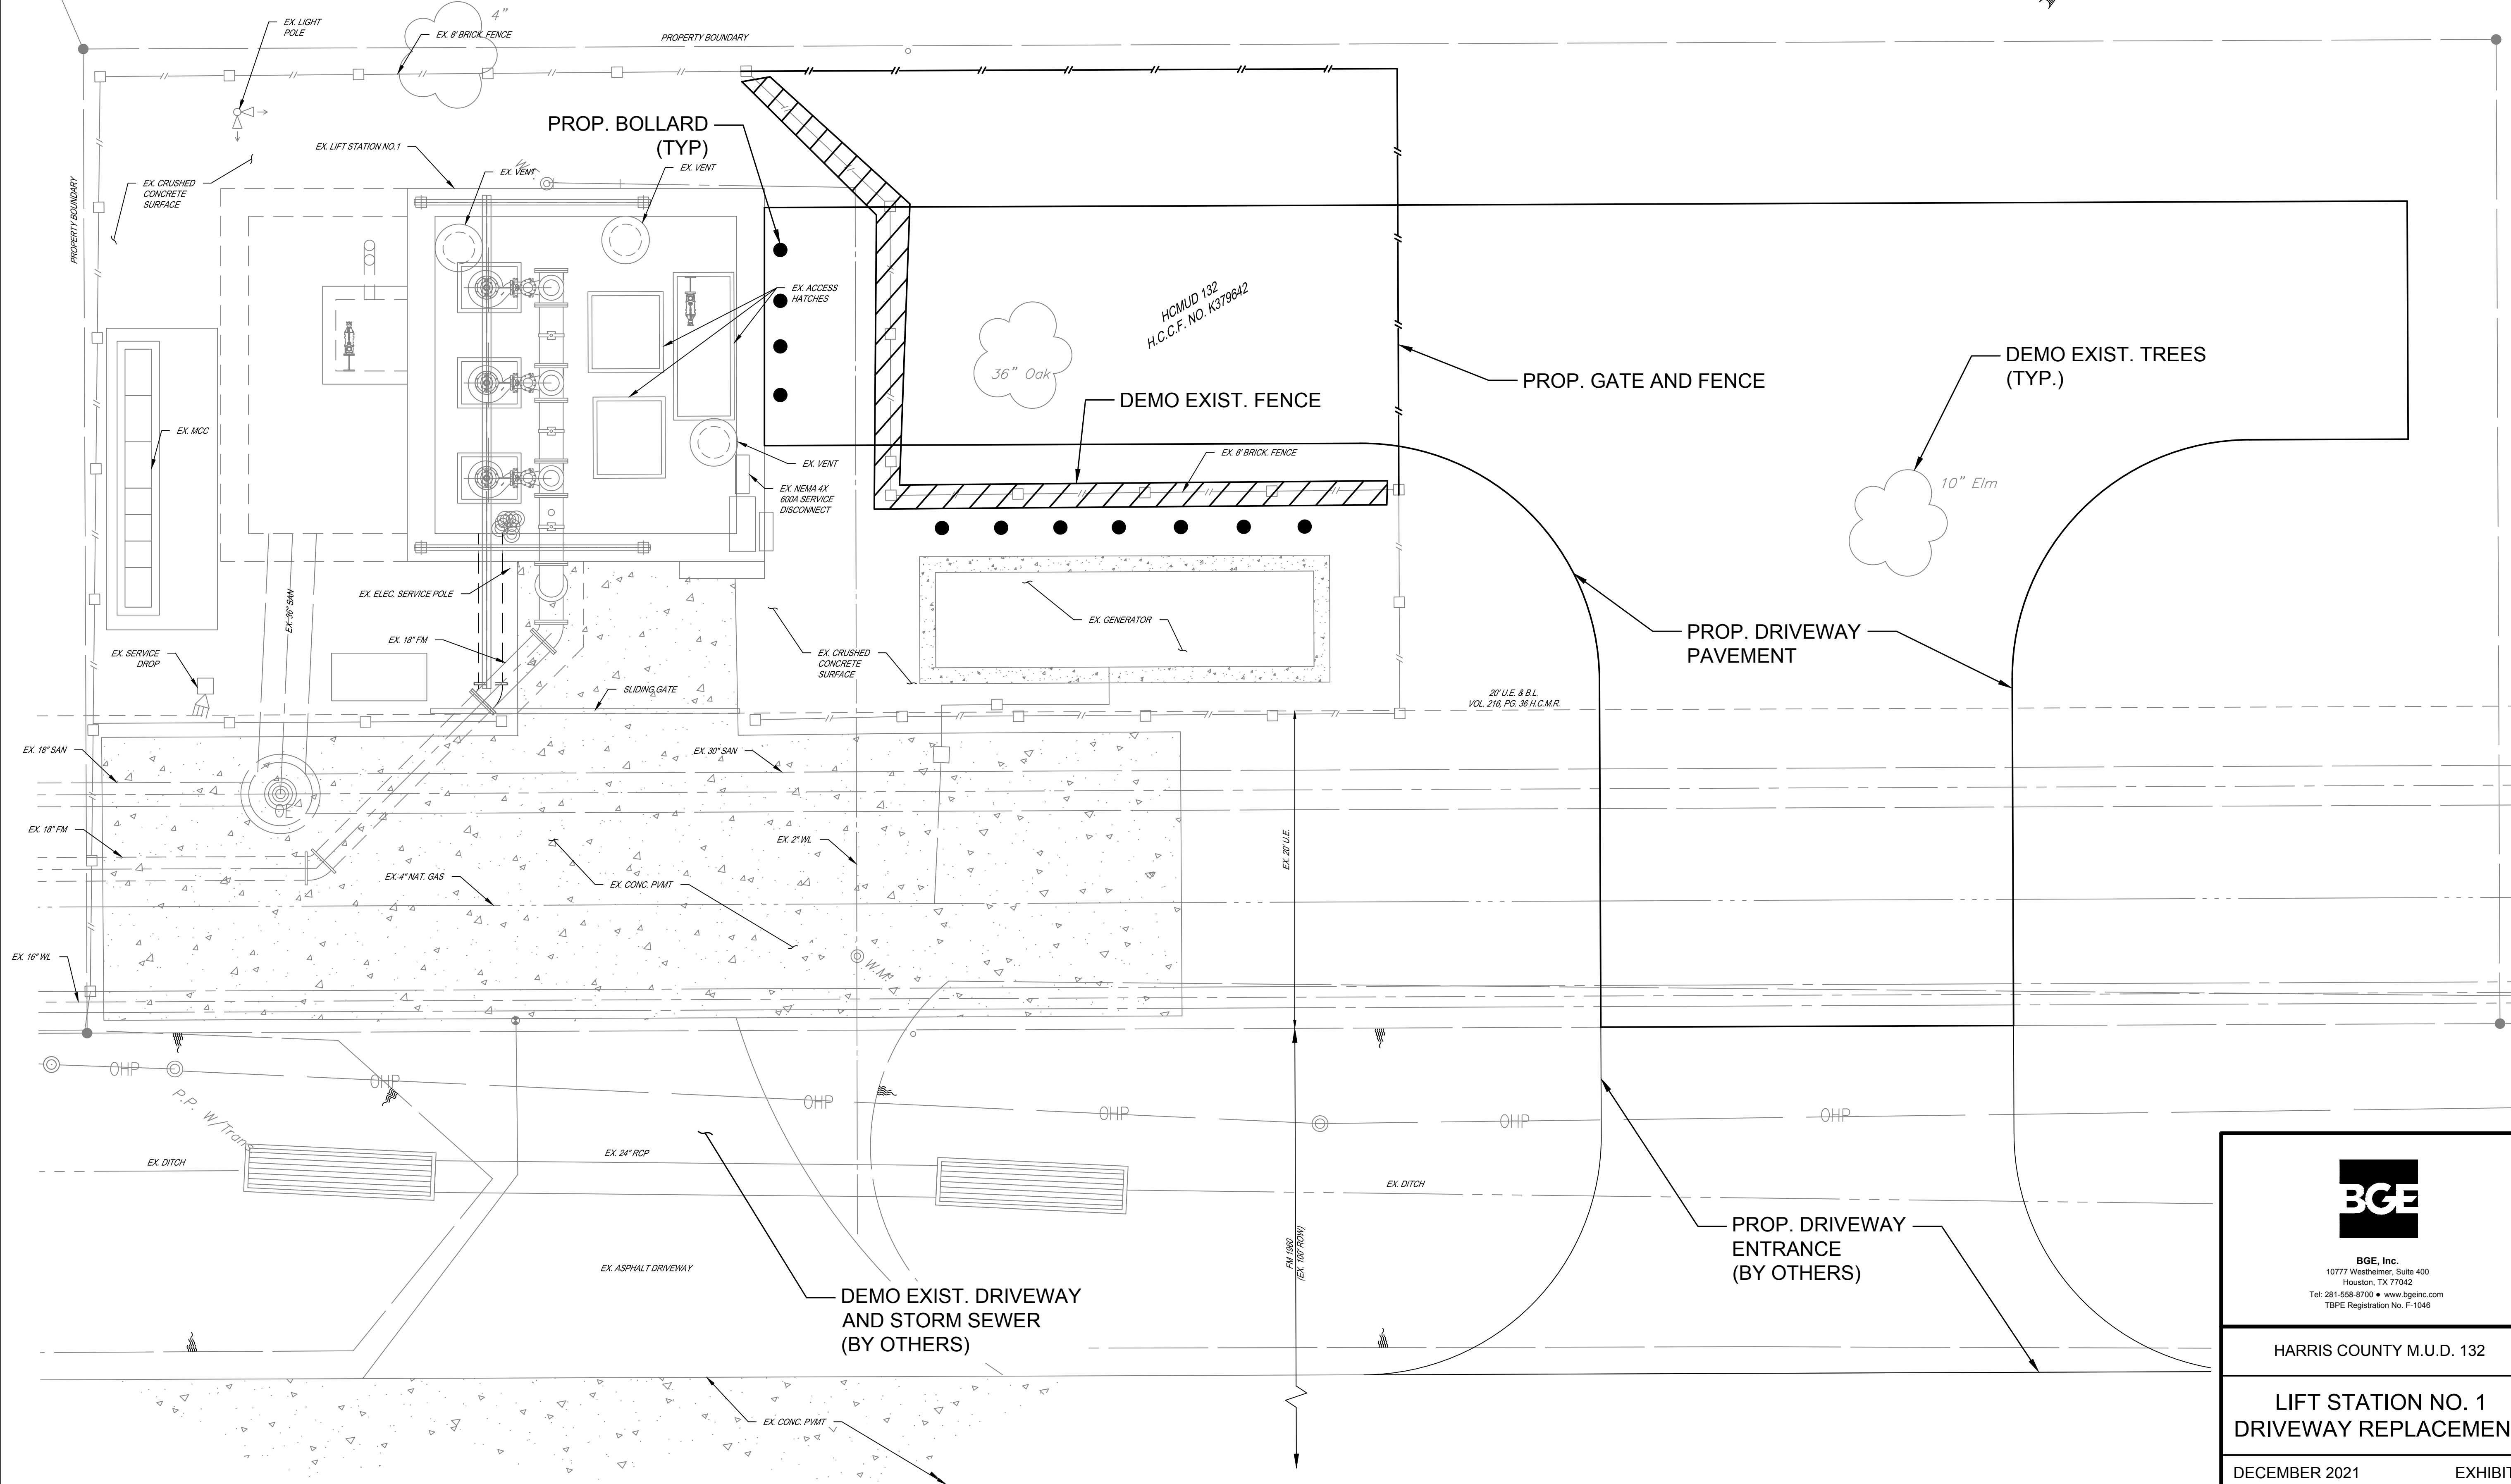 EX. LIGHT
POLE
4"
EX. 8' BRICK. FENCE
PROPERTY BOUNDARY
PROP. BOLLARD
(TYP)
EX. LIFT STATION NO.1
EX. VENT
EX. VENT
EX. CRUSHED
CONCRETE
SURFACE
PROPERTY BOUNDARY
EX. ACCESS
HATCHES
HCMUD 132
H.C.C.F. NO. K379642
36" Oak
DEMO EXIST. FENCE
PROP. GATE AND FENCE
DEMO EXIST. TREES
(TYP.)
EX. MCC
EX. VENT
EX. 8' BRICK. FENCE
EX. NEMA 4X
600A SERVICE
DISCONNECT
10" Elm
EX. 36" SAN
EX. ELEC. SERVICE POLE
EX. GENERATOR
EX. 18" FM
PROP. DRIVEWAY
PAVEMENT
EX. SERVICE
DROP
EX. CRUSHED
CONCRETE
SURFACE
SLIDING GATE
20' U.E. & B.L.
VOL. 216, PG. 36 H.C.M.R.
EX. 18" SAN
EX. 30" SAN
EX. 18" FM
EX. 2" WL
EX. 20' U.E.
EX. 4" NAT. GAS
EX. CONC. PVMT
EX. 16" WL
W.M.
OHP
OHP
OHP
OHP
OHP
OHP
P.P. W/Trans
EX. DITCH
EX. 24" RCP
EX. DITCH
FM 1960
(EX. 100' ROW)
PROP. DRIVEWAY
ENTRANCE
(BY OTHERS)
EX. ASPHALT DRIVEWAY
DEMO EXIST. DRIVEWAY
AND STORM SEWER
(BY OTHERS)
EX. CONC. PVMT
BGE
BGE, Inc.
10777 Westheimer, Suite 400
Houston, TX 77042
Tel: 281-558-8700 ● www.bgeinc.com
TBPE Registration No. F-1046
HARRIS COUNTY M.U.D. 132
LIFT STATION NO. 1
DRIVEWAY REPLACEMEN
DECEMBER 2021
EXHIBIT